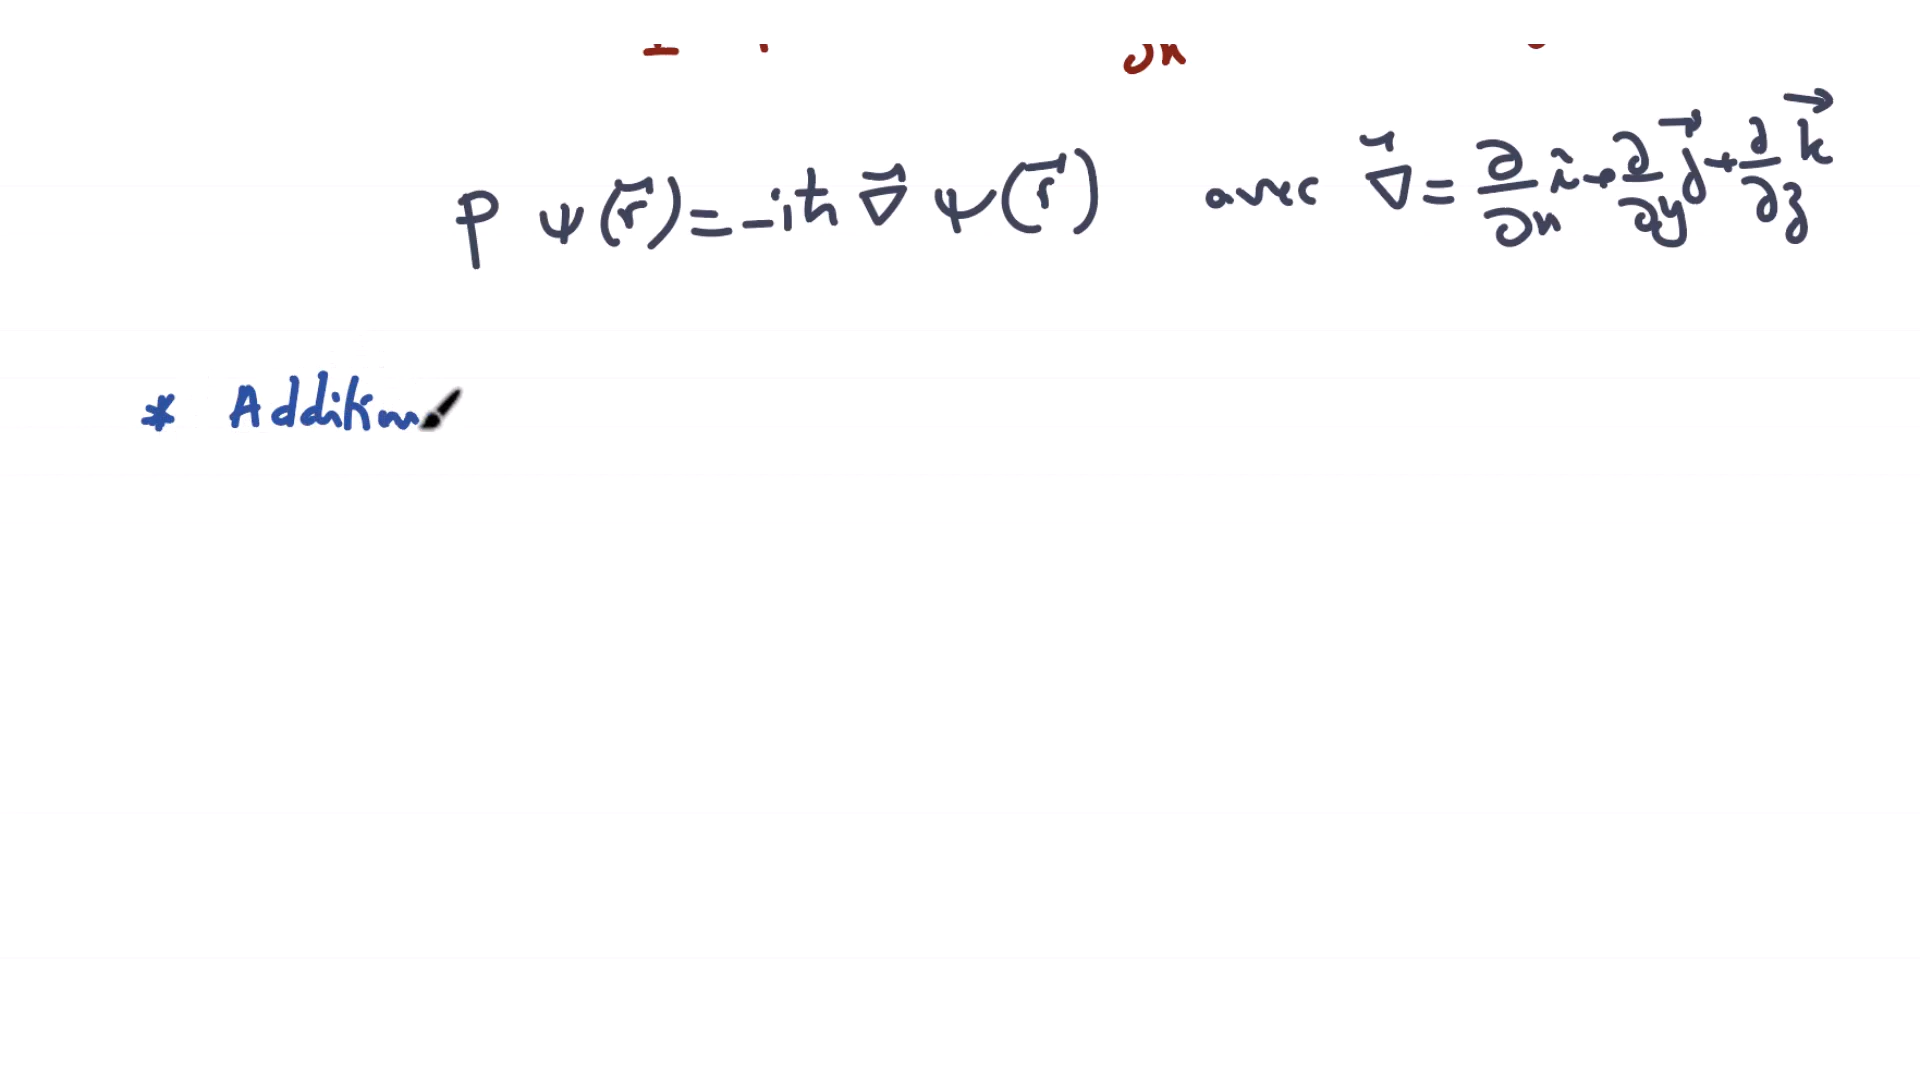 P ψ(r⃗) = -iħ ∇⃗ ψ(r⃗) avec ∇⃗ = ∂/∂x i⃗ + ∂/∂y j⃗ + ∂/∂z k⃗
* Addition